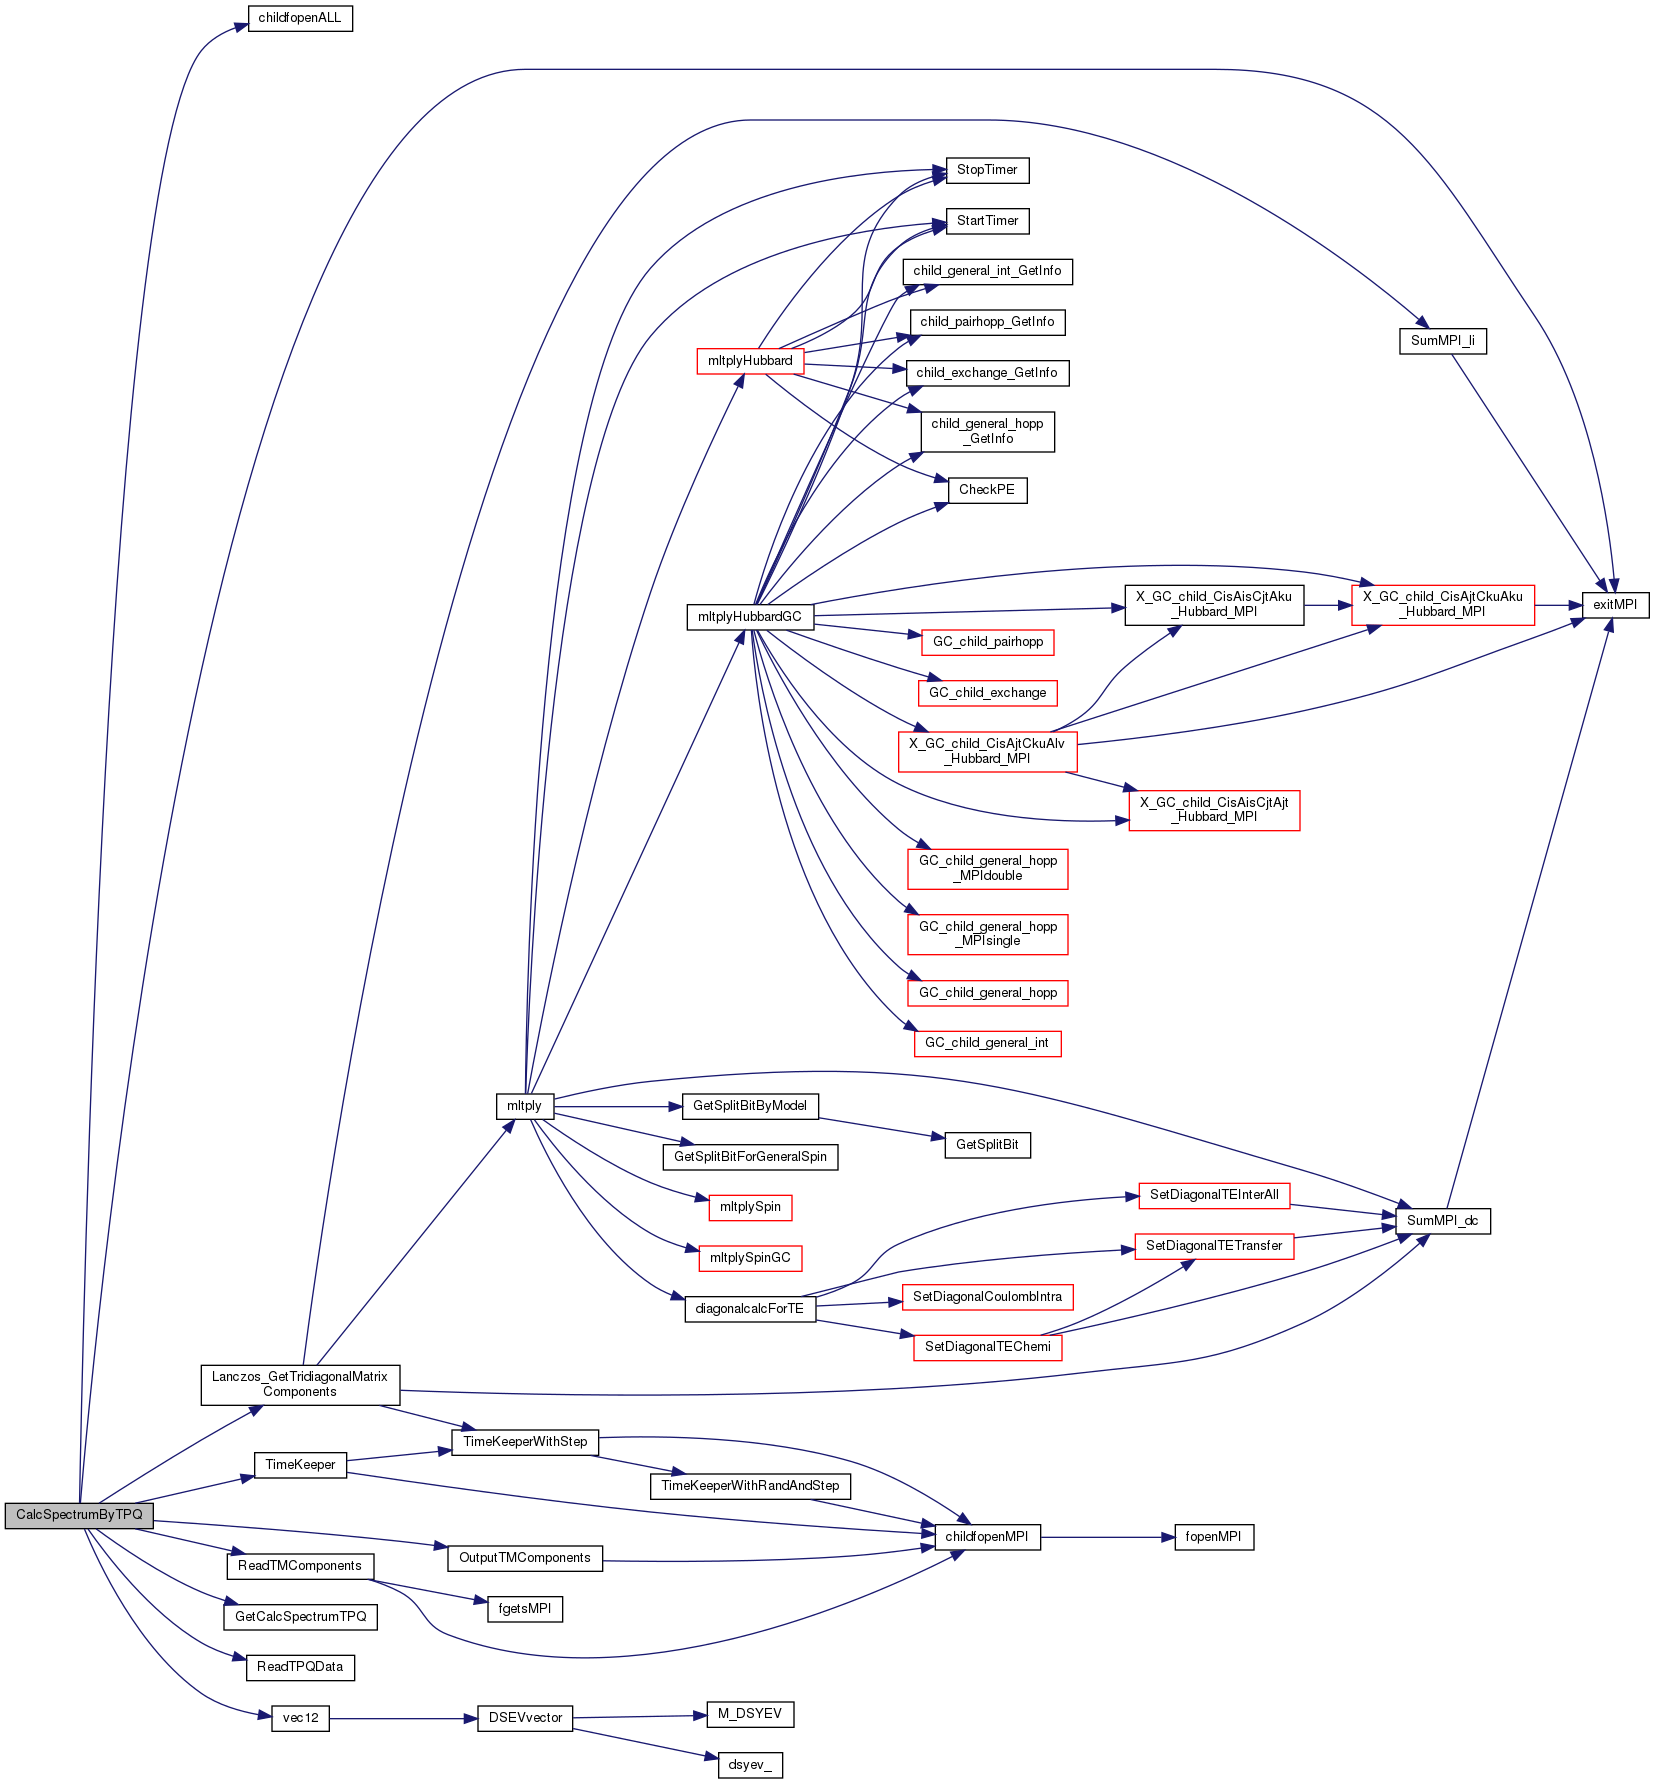 childfopenALL
StopTimer
StartTimer
child_general_int_GetInfo
child_pairhopp_GetInfo
SumMPI_li
mltplyHubbard
child_exchange_GetInfo
child_general_hopp
_GetInfo
CheckPE
X_GC_child_CisAisCjtAku
_Hubbard_MPI
X_GC_child_CisAjtCkuAku
_Hubbard_MPI
exitMPI
mltplyHubbardGC
GC_child_pairhopp
GC_child_exchange
X_GC_child_CisAjtCkuAlv
_Hubbard_MPI
X_GC_child_CisAisCjtAjt
_Hubbard_MPI
GC_child_general_hopp
_MPIdouble
GC_child_general_hopp
_MPIsingle
GC_child_general_hopp
GC_child_general_int
mltply
GetSplitBitByModel
GetSplitBit
GetSplitBitForGeneralSpin
mltplySpin
SetDiagonalTEInterAll
SumMPI_dc
mltplySpinGC
SetDiagonalTETransfer
diagonalcalcForTE
SetDiagonalCoulombIntra
SetDiagonalTEChemi
Lanczos_GetTridiagonalMatrix
Components
TimeKeeperWithStep
TimeKeeper
TimeKeeperWithRandAndStep
CalcSpectrumByTPQ
childfopenMPI
fopenMPI
OutputTMComponents
ReadTMComponents
fgetsMPI
GetCalcSpectrumTPQ
ReadTPQData
vec12
DSEVvector
M_DSYEV
dsyev_